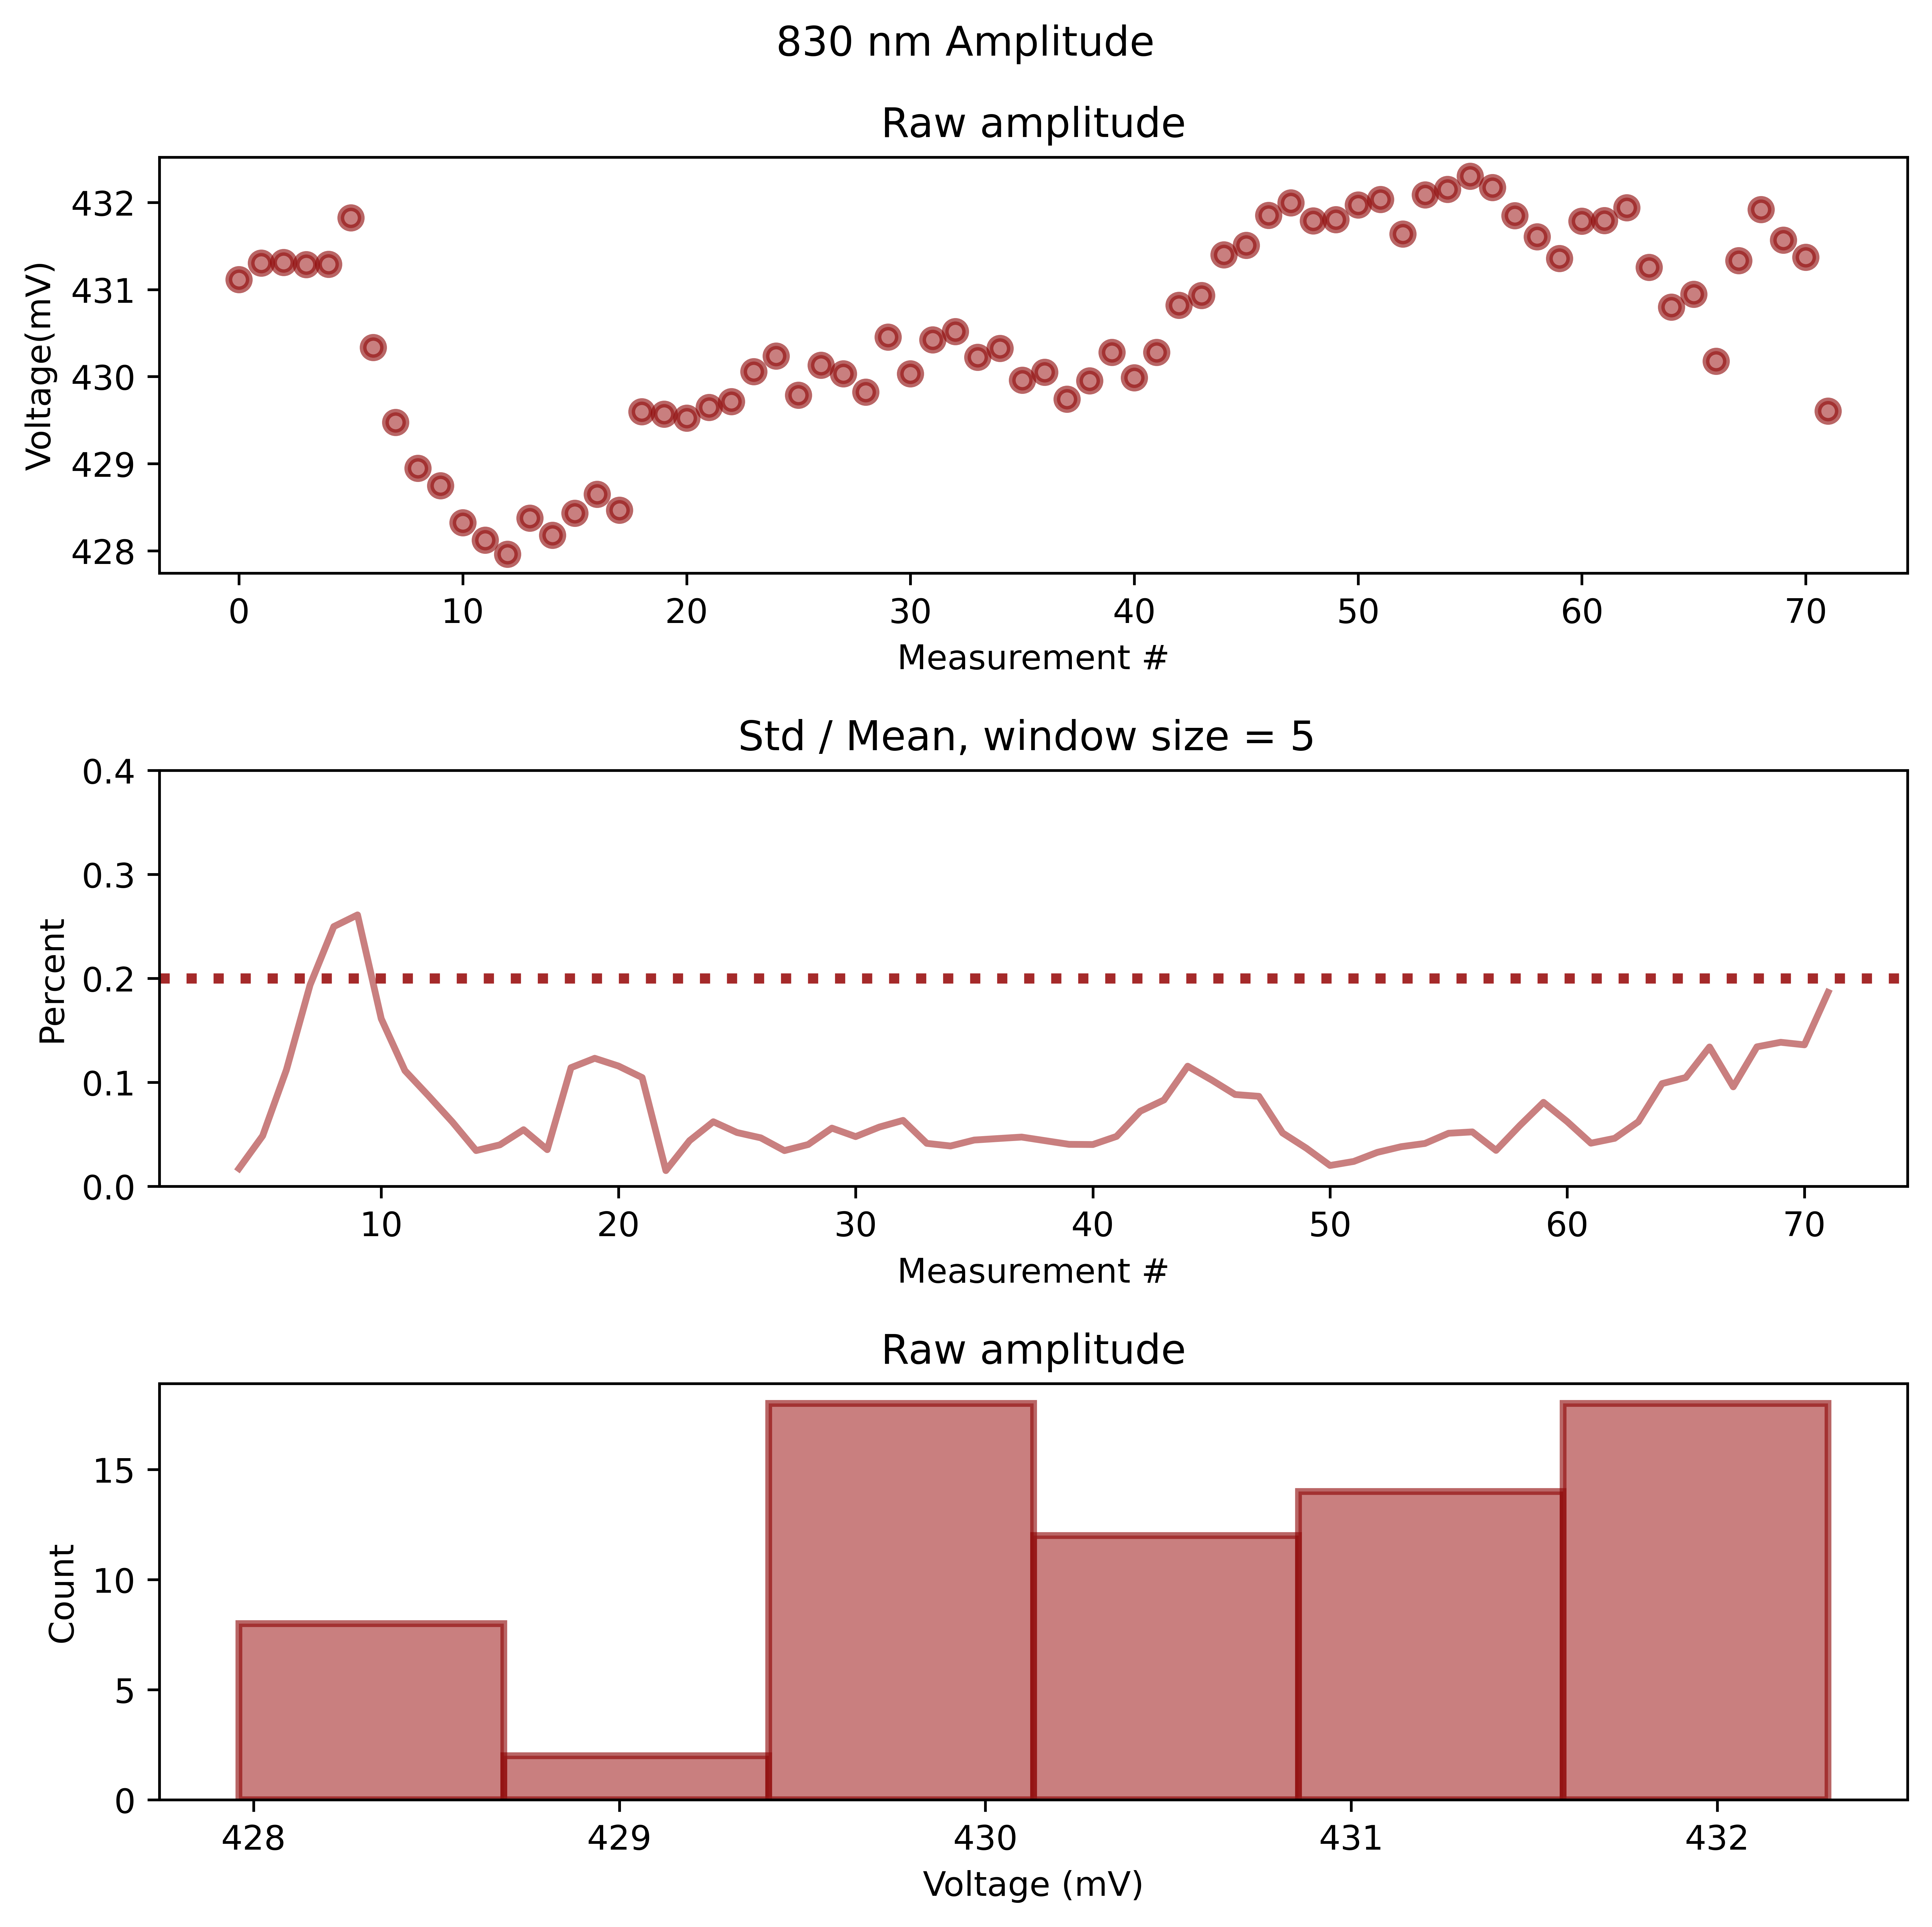 830 nm Amplitude
Raw amplitude
Voltage(mV)
432
431
430
429
428
0 10 20 30 40 50 60 70
Measurement #
Std / Mean, window size = 5
Percent
0.4
0.3
0.2
0.1
0.0
10 20 30 40 50 60 70
Measurement #
Raw amplitude
Count
15
10
5
0
428 429 430 431 432
Voltage (mV)